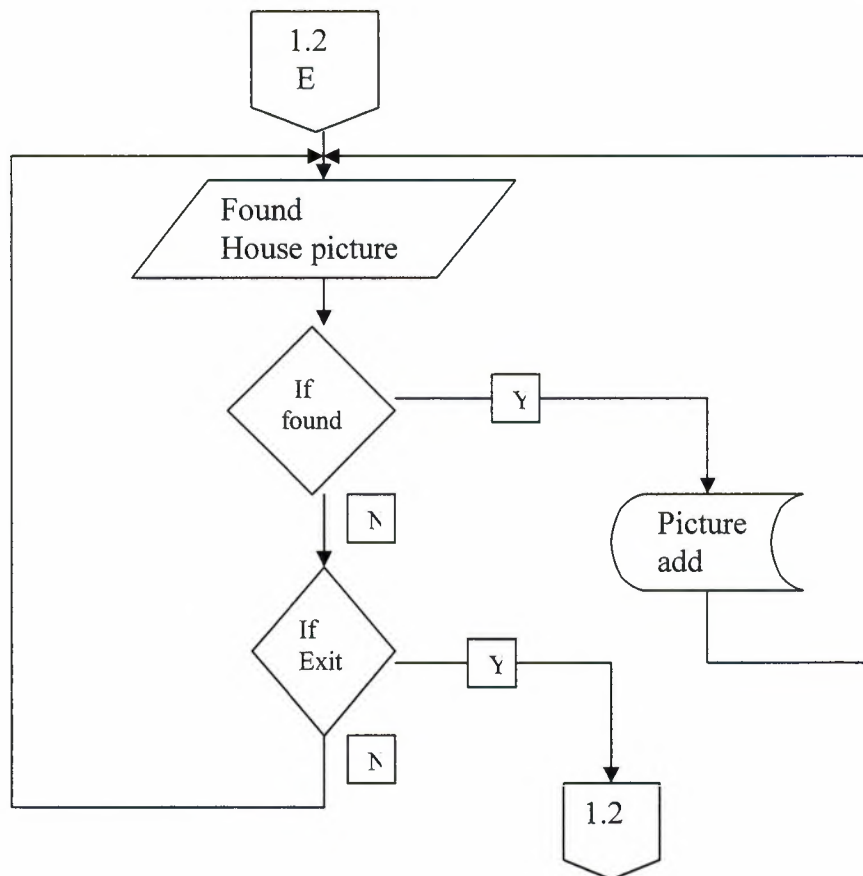 1.2
E
Found
House picture
If
found
Y
N
Picture
add
If
Exit
Y
N
1.2